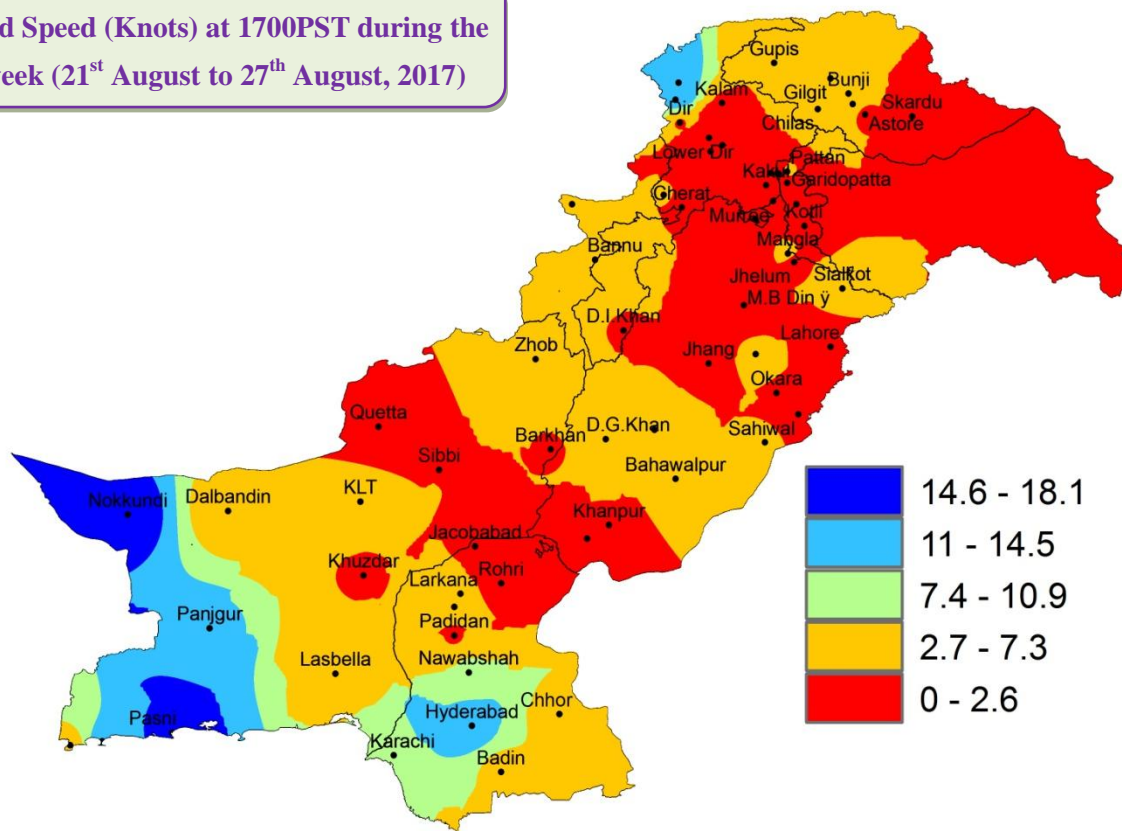 d Speed (Knots) at 1700PST during the
eek (21st August to 27th August, 2017)
Gupis
Bunji
Gilgit
Skardu
Kalam
Dir
Chilas
Astore
Lower Dir
Pattan
Garidopatta
Cherat
Murree
Kotli
Mangla
Bannu
Jhelum
Sialkot
M.B Din ÿ
D.I.Khan
Lahore
Zhob
Jhang
Okara
Quetta
D.G.Khan
Barkhan
Sahiwal
Sibbi
Bahawalpur
Nokkundi
Dalbandin
KLT
Khanpur
Jacobabad
Khuzdar
Rohri
Larkana
Panjgur
Padidan
Lasbella
Nawabshah
Chhor
Pasni
Hyderabad
Karachi
Badin
14.6 - 18.1
11 - 14.5
7.4 - 10.9
2.7 - 7.3
0 - 2.6